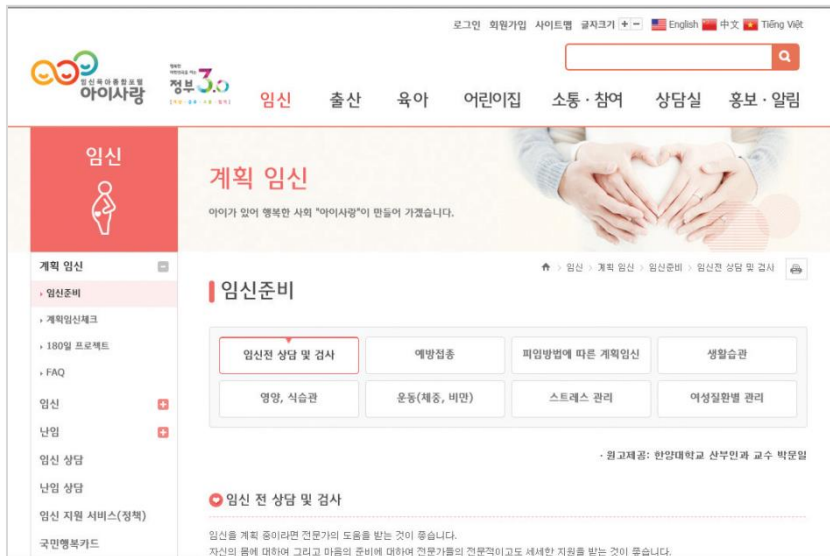 로그인 회원가입 사이트맵 글자크기 + - English 中文 Tiếng Việt
임신육아종합포털
아이사랑
행복한
정부3.0
임신 출산 육아 어린이집 소통·참여 상담실 홍보·알림
임신
계획 임신
아이가 있어 행복한 사회 "아이사랑"이 만들어 가겠습니다.
계획 임신
› 임신준비
› 계획임신체크
› 180일 프로젝트
› FAQ
임신
난임
임신 상담
난임 상담
임신 지원 서비스(정책)
국민행복카드
> 임신 > 계획 임신 > 임신준비 > 임신전 상담 및 검사
임신준비
임신전 상담 및 검사 예방접종 피임방법에 따른 계획임신 생활습관
영양, 식습관 운동(체중, 비만) 스트레스 관리 여성질환별 관리
· 원고제공: 한양대학교 산부인과 교수 박문일
임신 전 상담 및 검사
임신을 계획 중이라면 전문가의 도움을 받는 것이 좋습니다.
자신의 몸에 대하여 그리고 마음의 준비에 대하여 전문가들의 전문적이고도 세세한 지원을 받는 것이 좋습니다.